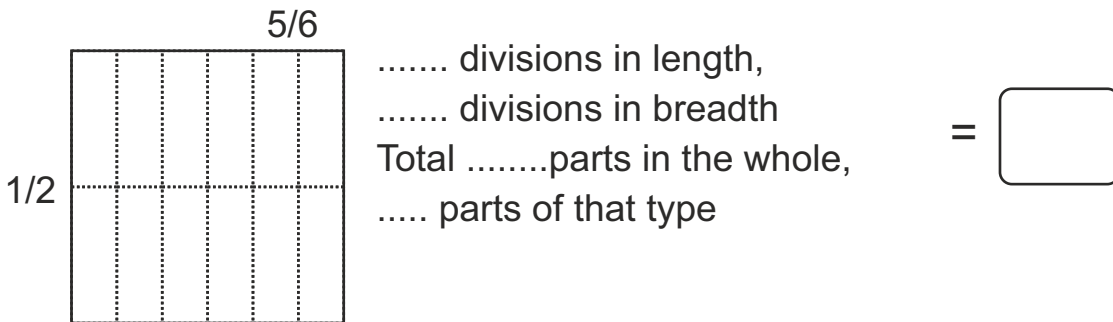 5/6
....... divisions in length,
....... divisions in breadth
=
Total ........parts in the whole,
1/2
..... parts of that type